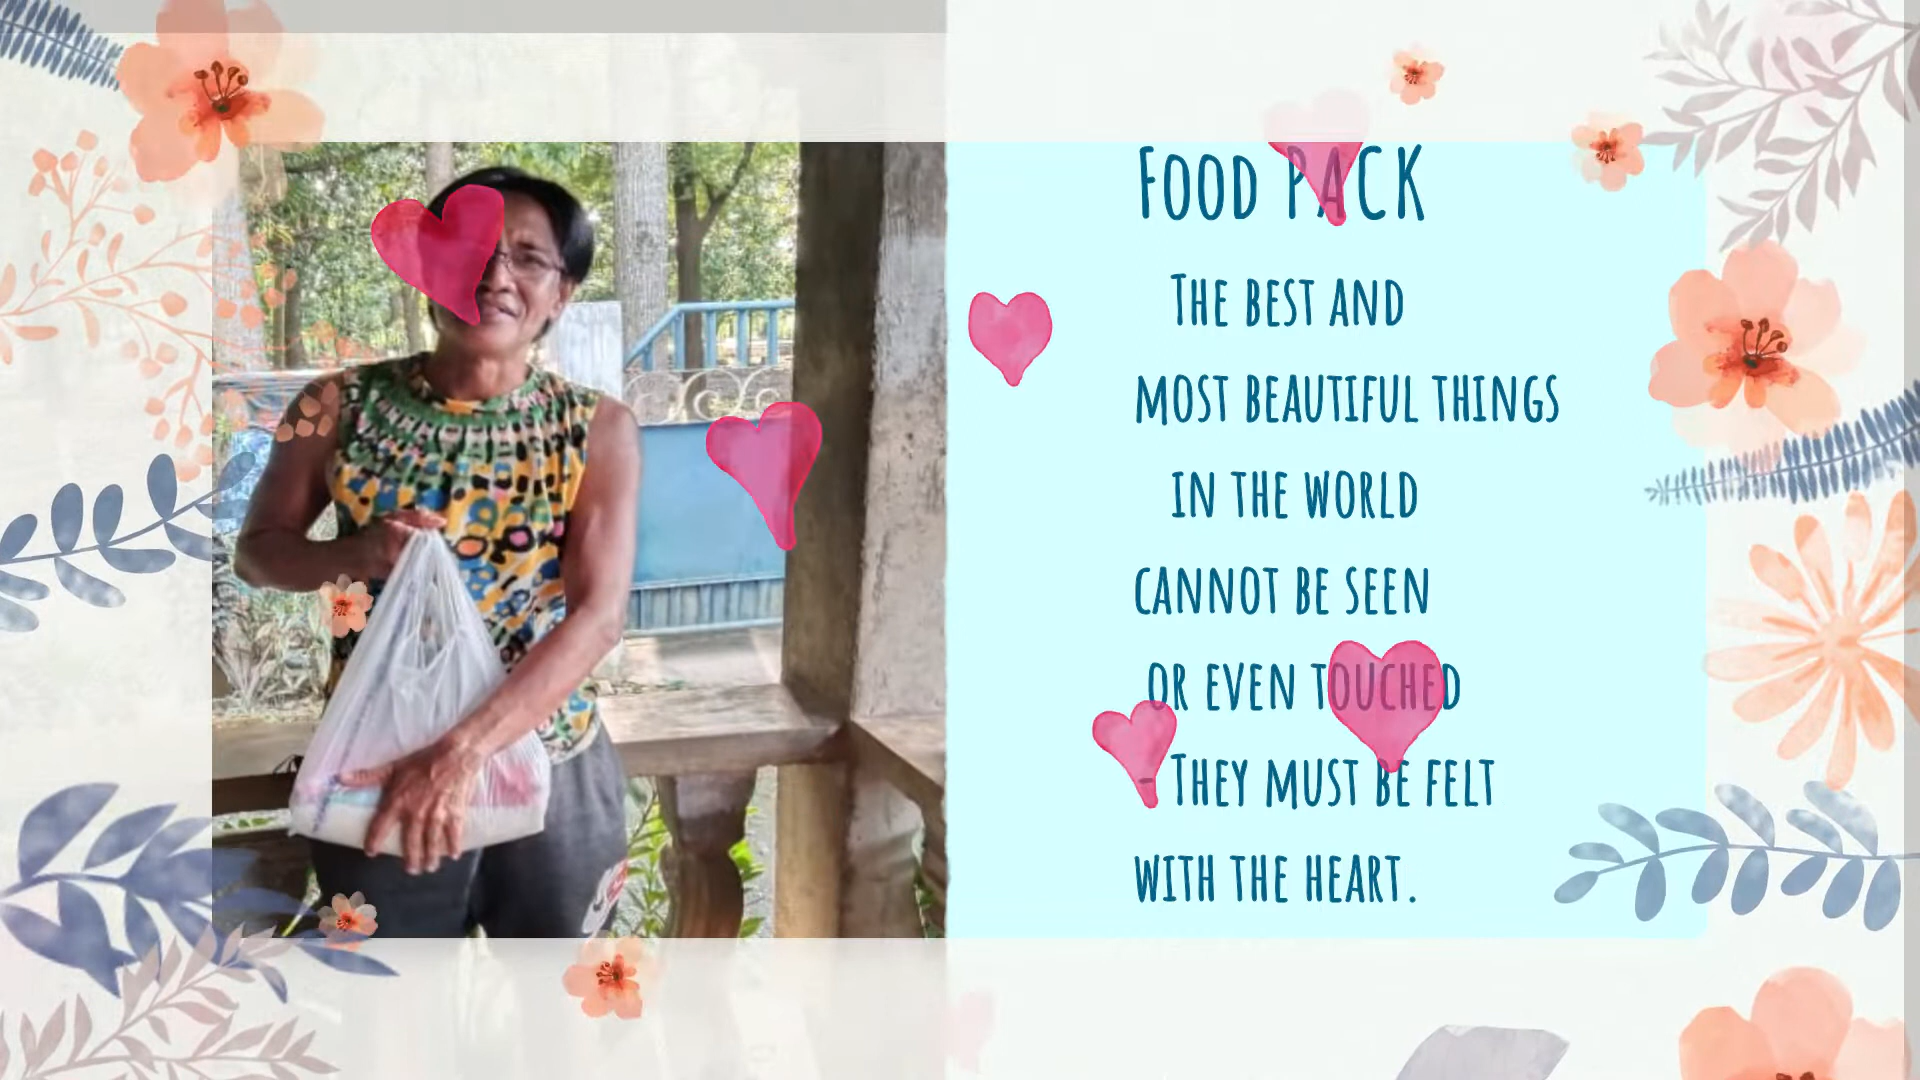 Food PACK
The best and
most beautiful things
in the world
cannot be seen
or even touched
- They must be felt
with the heart.